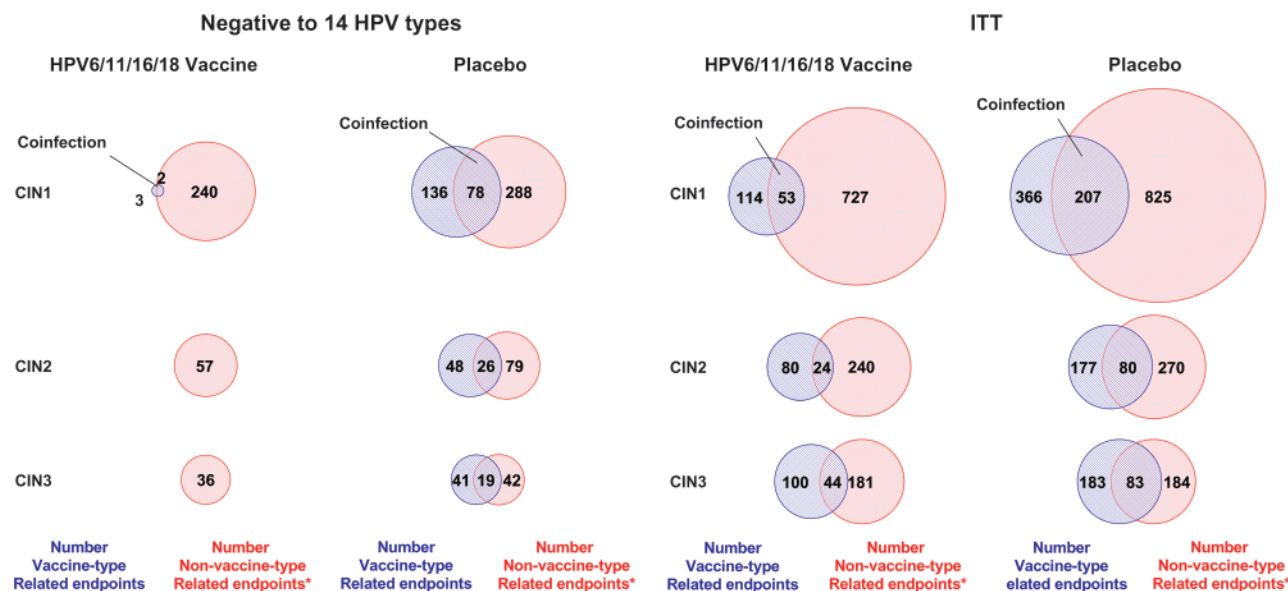 Negative to 14 HPV types
ITT
HPV6/11/16/18 Vaccine
Placebo
HPV6/11/16/18 Vaccine
Placebo
Coinfection
Coinfection
Coinfection
Coinfection
CIN1
3
2
240
136
78
288
CIN1
114
53
727
366
207
825
CIN2
57
48
26
79
CIN2
80
24
240
177
80
270
CIN3
36
41
19
42
CIN3
100
44
181
183
83
184
Number
Vaccine-type
Related endpoints
Number
Non-vaccine-type
Related endpoints*
Number
Vaccine-type
Related endpoints
Number
Non-vaccine-type
Related endpoints*
Number
Vaccine-type
Related endpoints
Number
Non-vaccine-type
Related endpoints*
Number
Vaccine-type
elated endpoints
Number
Non-vaccine-type
Related endpoints*